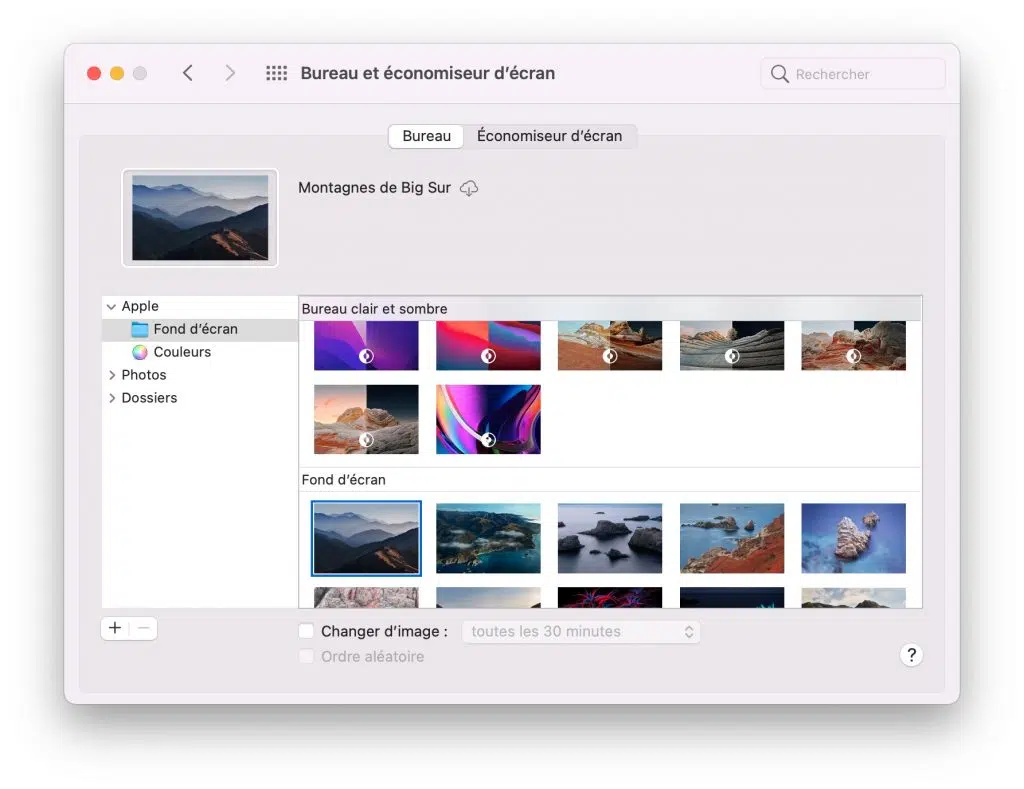 Bureau et économiseur d’écran
Rechercher
Bureau
Économiseur d’écran
Montagnes de Big Sur
Apple
Fond d’écran
Couleurs
Photos
Dossiers
Bureau clair et sombre
Fond d’écran
Changer d’image :
toutes les 30 minutes
Ordre aléatoire
?